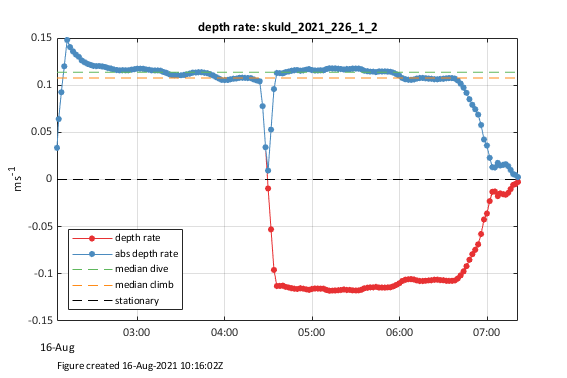 depth rate: skuld_2021_226_1_2
0.15
0.1
0.05
0
-0.05
-0.1
-0.15
ms-1
depth rate
abs depth rate
median dive
median climb
stationary
03:00 04:00 05:00 06:00 07:00
16-Aug
Figure created 16-Aug-2021 10:16:02Z